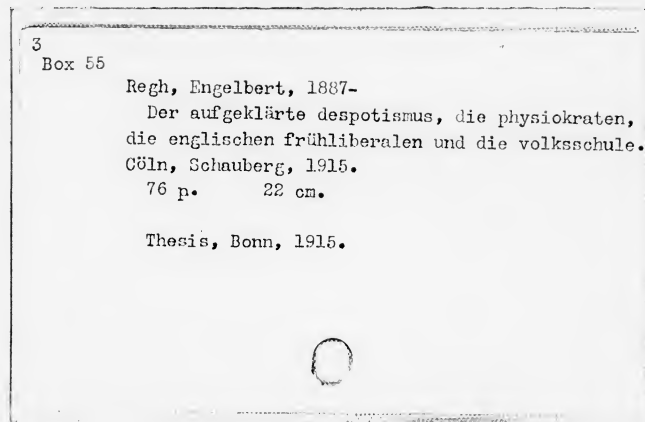 3
Box 55
Regh, Engelbert, 1887-
Der aufgeklärte despotismus, die physiokraten,
die englischen frühliberalen und die volksschule.
Cöln, Schauberg, 1915.
76 p. 22 cm.
Thesis, Bonn, 1915.